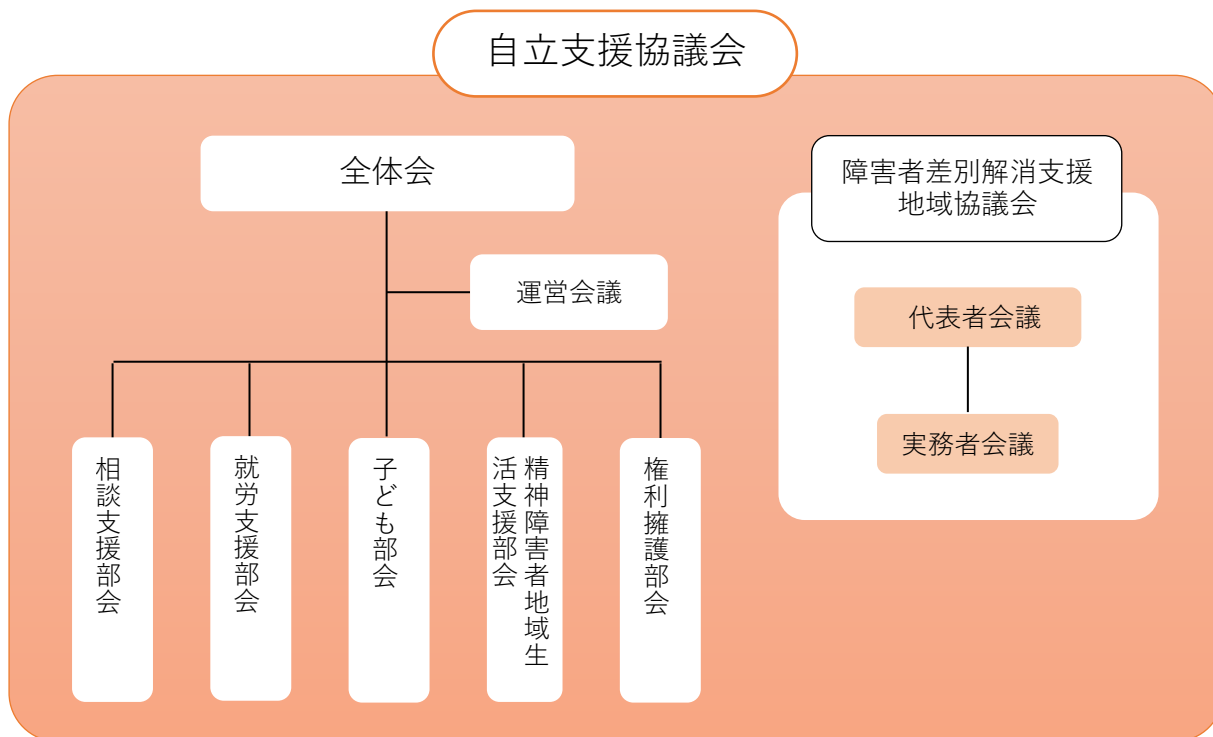 自立支援協議会
全体会
障害者差別解消支援
地域協議会
運営会議
代表者会議
実務者会議
相談支援部会
就労支援部会
子ども部会
精神障害者地域生
活支援部会
権利擁護部会